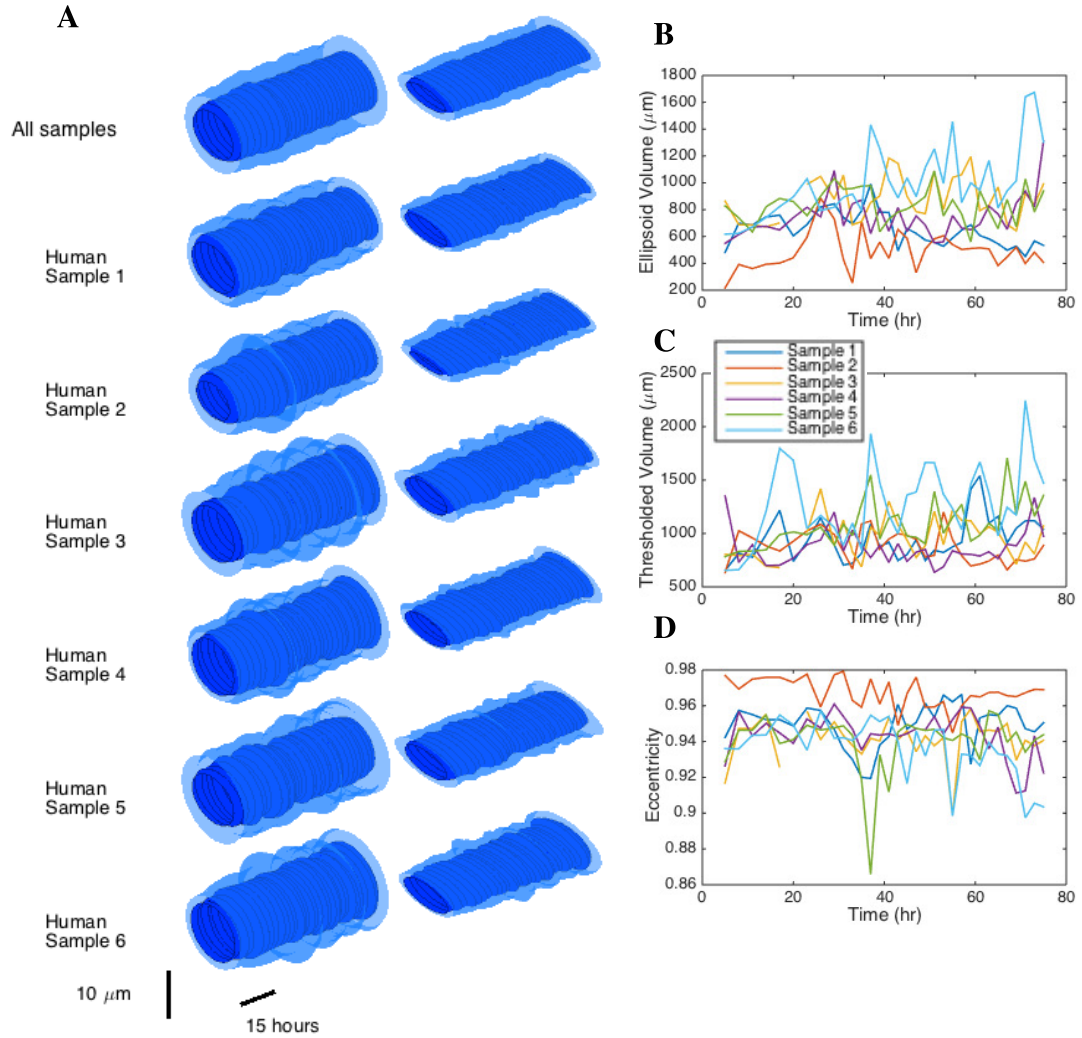 A
All samples
Human
Sample 1
Human
Sample 2
Human
Sample 3
Human
Sample 4
Human
Sample 5
Human
Sample 6
10 μm
15 hours
B
Ellipsoid Volume (μm)
1800
1600
1400
1200
1000
800
600
400
200
0
20
40
60
80
Time (hr)
C
Sample 1
Sample 2
Sample 3
Sample 4
Sample 5
Sample 6
Thresholded Volume (μm)
2500
2000
1500
1000
500
0
20
40
60
80
Time (hr)
D
Eccentricity
0.98
0.96
0.94
0.92
0.9
0.88
0.86
0
20
40
60
80
Time (hr)